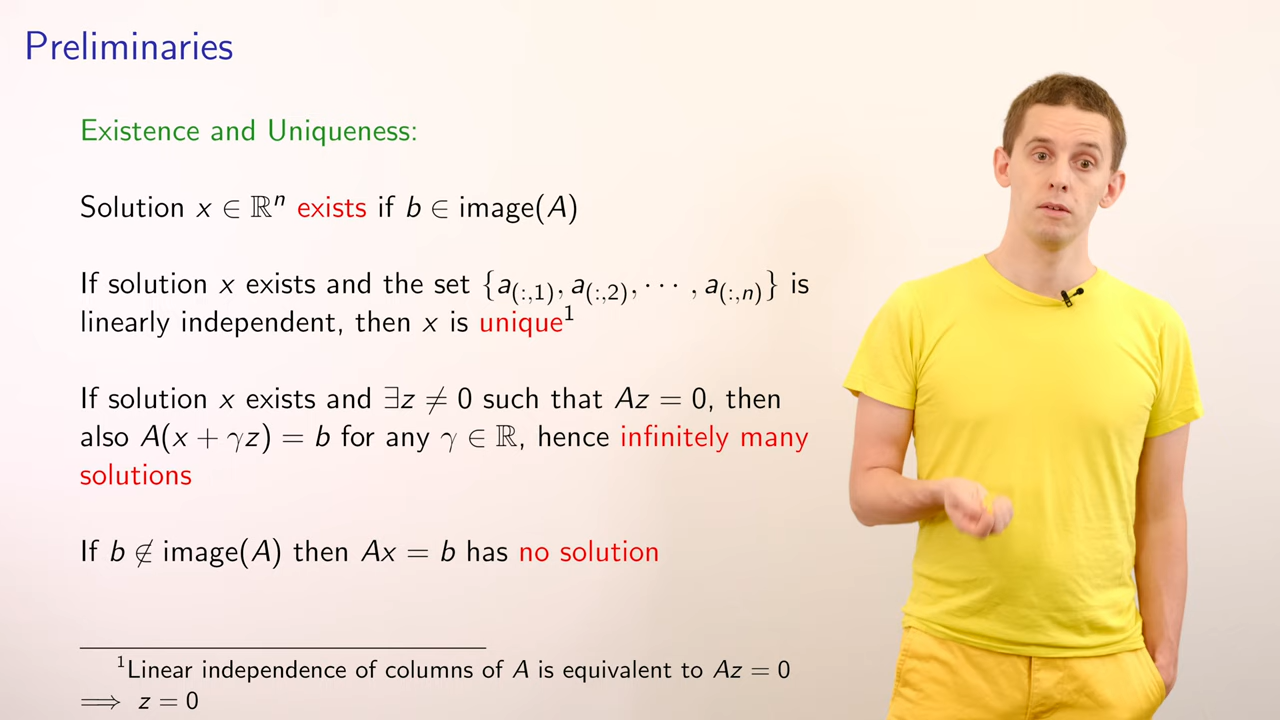 Preliminaries
Existence and Uniqueness:
Solution x ∈ ℝⁿ exists if b ∈ image(A)
If solution x exists and the set {a₍:,₁₎, a₍:,₂₎, ⋯ , a₍:,ₙ₎} is
linearly independent, then x is unique¹
If solution x exists and ∃z ≠ 0 such that Az = 0, then
also A(x + γz) = b for any γ ∈ ℝ, hence infinitely many
solutions
If b ∉ image(A) then Ax = b has no solution
¹Linear independence of columns of A is equivalent to Az = 0
⟹ z = 0